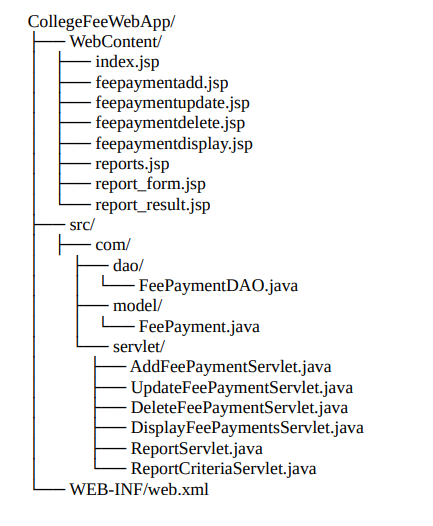 CollegeFeeWebApp/
├── WebContent/
│   ├── index.jsp
│   ├── feepaymentadd.jsp
│   ├── feepaymentupdate.jsp
│   ├── feepaymentdelete.jsp
│   ├── feepaymentdisplay.jsp
│   ├── reports.jsp
│   ├── report_form.jsp
│   └── report_result.jsp
├── src/
│   ├── com/
│       ├── dao/
│       │   └── FeePaymentDAO.java
│       ├── model/
│       │   └── FeePayment.java
│       └── servlet/
│           ├── AddFeePaymentServlet.java
│           ├── UpdateFeePaymentServlet.java
│           ├── DeleteFeePaymentServlet.java
│           ├── DisplayFeePaymentsServlet.java
│           ├── ReportServlet.java
│           └── ReportCriteriaServlet.java
└── WEB-INF/web.xml